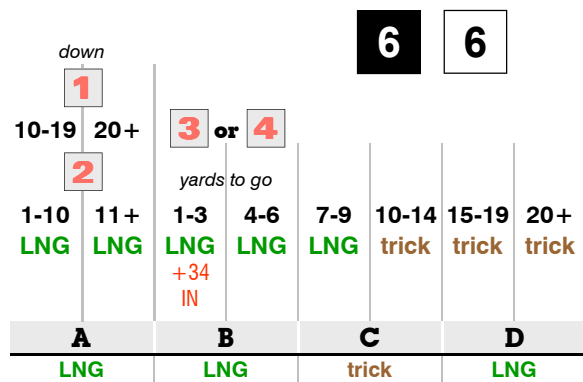 6 6
down
1
10-19 20+ 3 or 4
2
yards to go
1-10 11+ 1-3 4-6 7-9 10-14 15-19 20+
LNG LNG LNG LNG LNG trick trick trick
+34
IN
A B C D
LNG LNG trick LNG